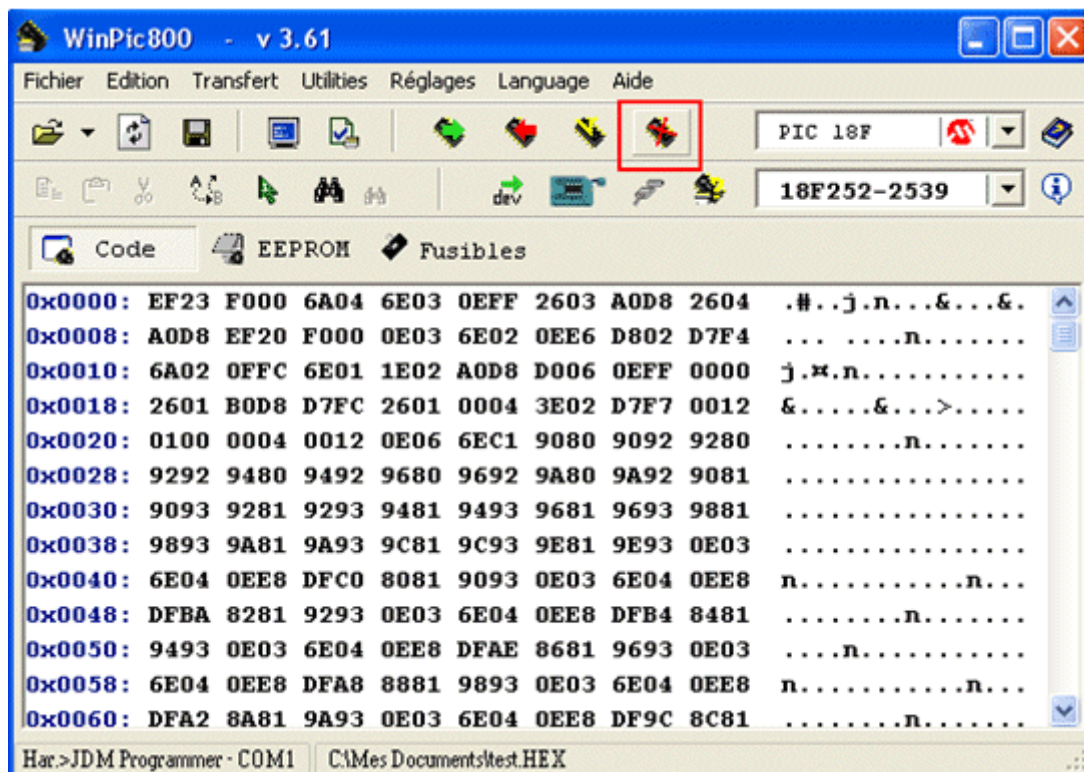 WinPic800 - v 3.61
Fichier Edition Transfert Utilities Réglages Language Aide
PIC 18F
dev 18F252-2539
Code EEPROM Fusibles
0x0000: EF23 F000 6A04 6E03 0EFF 2603 A0D8 2604 .#..j.n...&...&.
0x0008: A0D8 EF20 F000 0E03 6E02 0EE6 D802 D7F4 ... ....n.......
0x0010: 6A02 0FFC 6E01 1E02 A0D8 D006 0EFF 0000 j.¤.n...........
0x0018: 2601 B0D8 D7FC 2601 0004 3E02 D7F7 0012 &.....&...>.....
0x0020: 0100 0004 0012 0E06 6EC1 9080 9092 9280 ........n.......
0x0028: 9292 9480 9492 9680 9692 9A80 9A92 9081 ................
0x0030: 9093 9281 9293 9481 9493 9681 9693 9881 ................
0x0038: 9893 9A81 9A93 9C81 9C93 9E81 9E93 0E03 ................
0x0040: 6E04 0EE8 DFC0 8081 9093 0E03 6E04 0EE8 n...........n...
0x0048: DFBA 8281 9293 0E03 6E04 0EE8 DFB4 8481 ........n.......
0x0050: 9493 0E03 6E04 0EE8 DFAE 8681 9693 0E03 ....n...........
0x0058: 6E04 0EE8 DFA8 8881 9893 0E03 6E04 0EE8 n...........n...
0x0060: DFA2 8A81 9A93 0E03 6E04 0EE8 DF9C 8C81 ........n.......
Har.>JDM Programmer - COM1 C:\Mes Documents\test.HEX